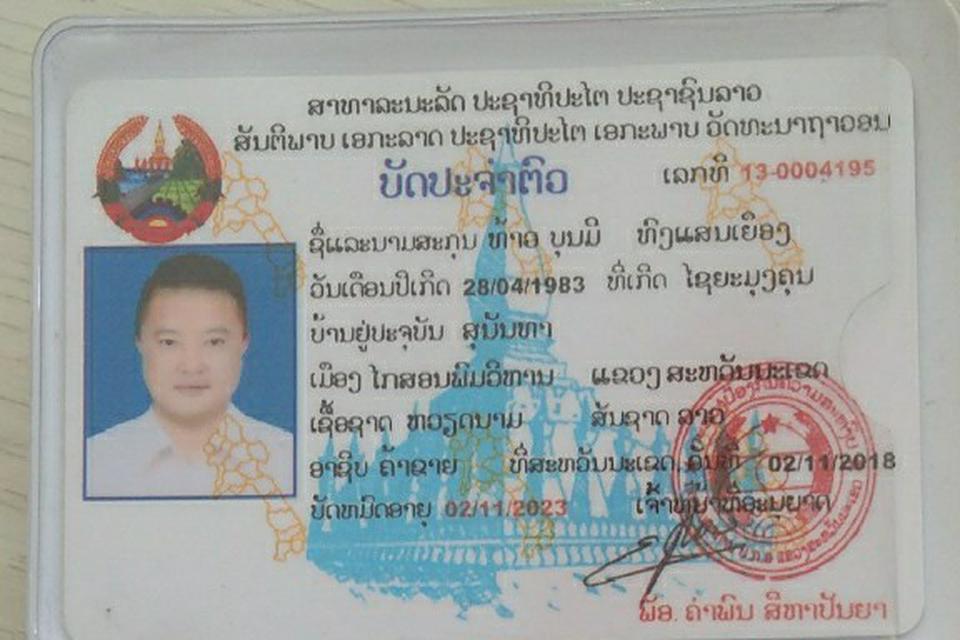 ສາທາລະນະລັດ ປະຊາທິປະໄຕ ປະຊາຊົນລາວ
ສັນຕິພາບ ເອກະລາດ ປະຊາທິປະໄຕ ເອກະພາບ ວັດທະນາຖາວອນ
ບັດປະຈຳຕົວ ເລກທີ 13-0004195
ຊື່ແລະນາມສະກຸນ ທ້າວ ບຸນມີ ທົງແສນເຍືອງ
ວັນເດືອນປີເກີດ 28/04/1983 ທີ່ເກີດ ໄຊຍະມຸງຄຸນ
ບ້ານຢູ່ປະຈຸບັນ ສຸນັນທາ
ເມືອງ ໄກສອນພົມວິຫານ ແຂວງ ສະຫວັນນະເຂດ
ເຊື້ອຊາດ ຫວຽດນາມ ສັນຊາດ ລາວ
ອາຊີບ ຄ້າຂາຍ ທີ່ສະຫວັນນະເຂດ, ວັນທີ 02/11/2018
ບັດຫມົດອາຍຸ 02/11/2023 ເຈົ້າຫນ້າທີ່ອະນຸຍາດ
ພັອ. ຄຳພົນ ສີຫາປັນຍາ